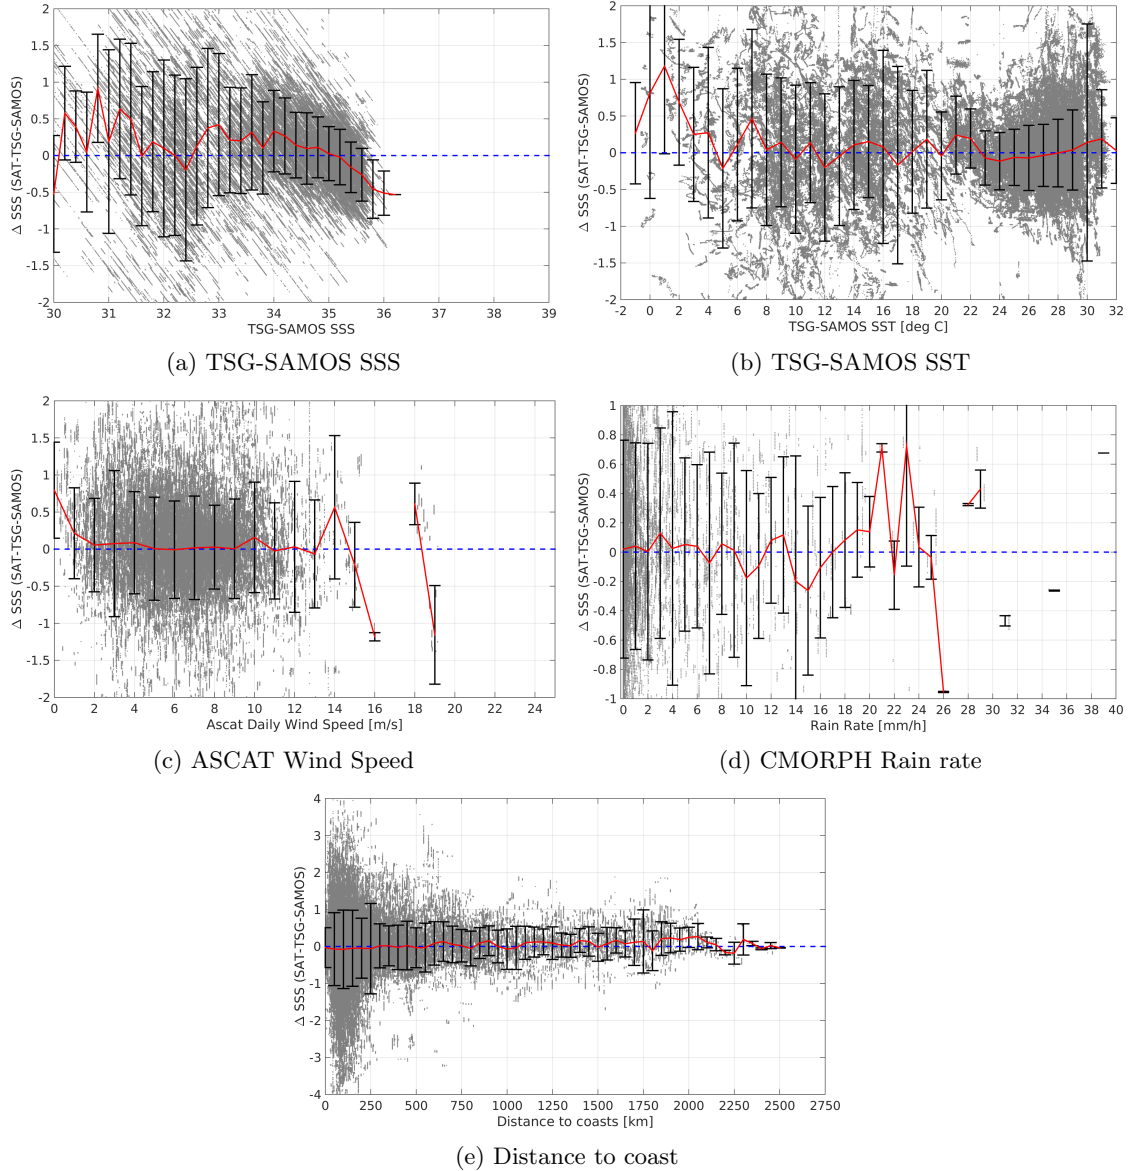 2
1.5
1
0.5
0
-0.5
-1
-1.5
-2
Δ SSS (SAT-TSG-SAMOS)
30 31 32 33 34 35 36 37 38 39
TSG-SAMOS SSS
(a) TSG-SAMOS SSS
2
1.5
1
0.5
0
-0.5
-1
-1.5
-2
Δ SSS (SAT-TSG-SAMOS)
-2 0 2 4 6 8 10 12 14 16 18 20 22 24 26 28 30 32
TSG-SAMOS SST [deg C]
(b) TSG-SAMOS SST
2
1.5
1
0.5
0
-0.5
-1
-1.5
-2
Δ SSS (SAT-TSG-SAMOS)
0 2 4 6 8 10 12 14 16 18 20 22 24
Ascat Daily Wind Speed [m/s]
(c) ASCAT Wind Speed
1
0.8
0.6
0.4
0.2
0
-0.2
-0.4
-0.6
-0.8
-1
Δ SSS (SAT-TSG-SAMOS)
0 2 4 6 8 10 12 14 16 18 20 22 24 26 28 30 32 34 36 38 40
Rain Rate [mm/h]
(d) CMORPH Rain rate
4
3
2
1
0
-1
-2
-3
-4
Δ SSS (SAT-TSG-SAMOS)
0 250 500 750 1000 1250 1500 1750 2000 2250 2500 2750
Distance to coasts [km]
(e) Distance to coast